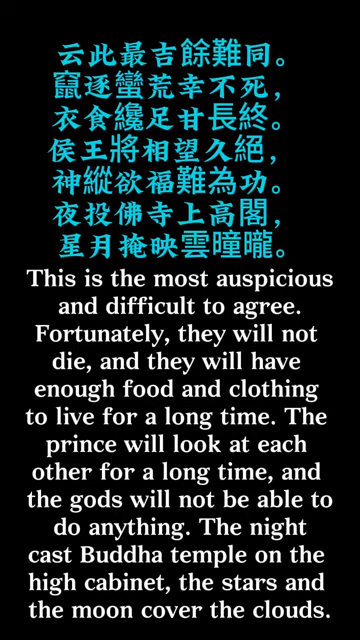 云此最吉餘難同。
竄逐蠻荒幸不死，
衣食纔足甘長終。
侯王將相望久絕，
神縱欲福難為功。
夜投佛寺上高閣，
星月掩映雲曈曨。
This is the most auspicious
and difficult to agree.
Fortunately, they will not
die, and they will have
enough food and clothing
to live for a long time. The
prince will look at each
other for a long time, and
the gods will not be able to
do anything. The night
cast Buddha temple on the
high cabinet, the stars and
the moon cover the clouds.